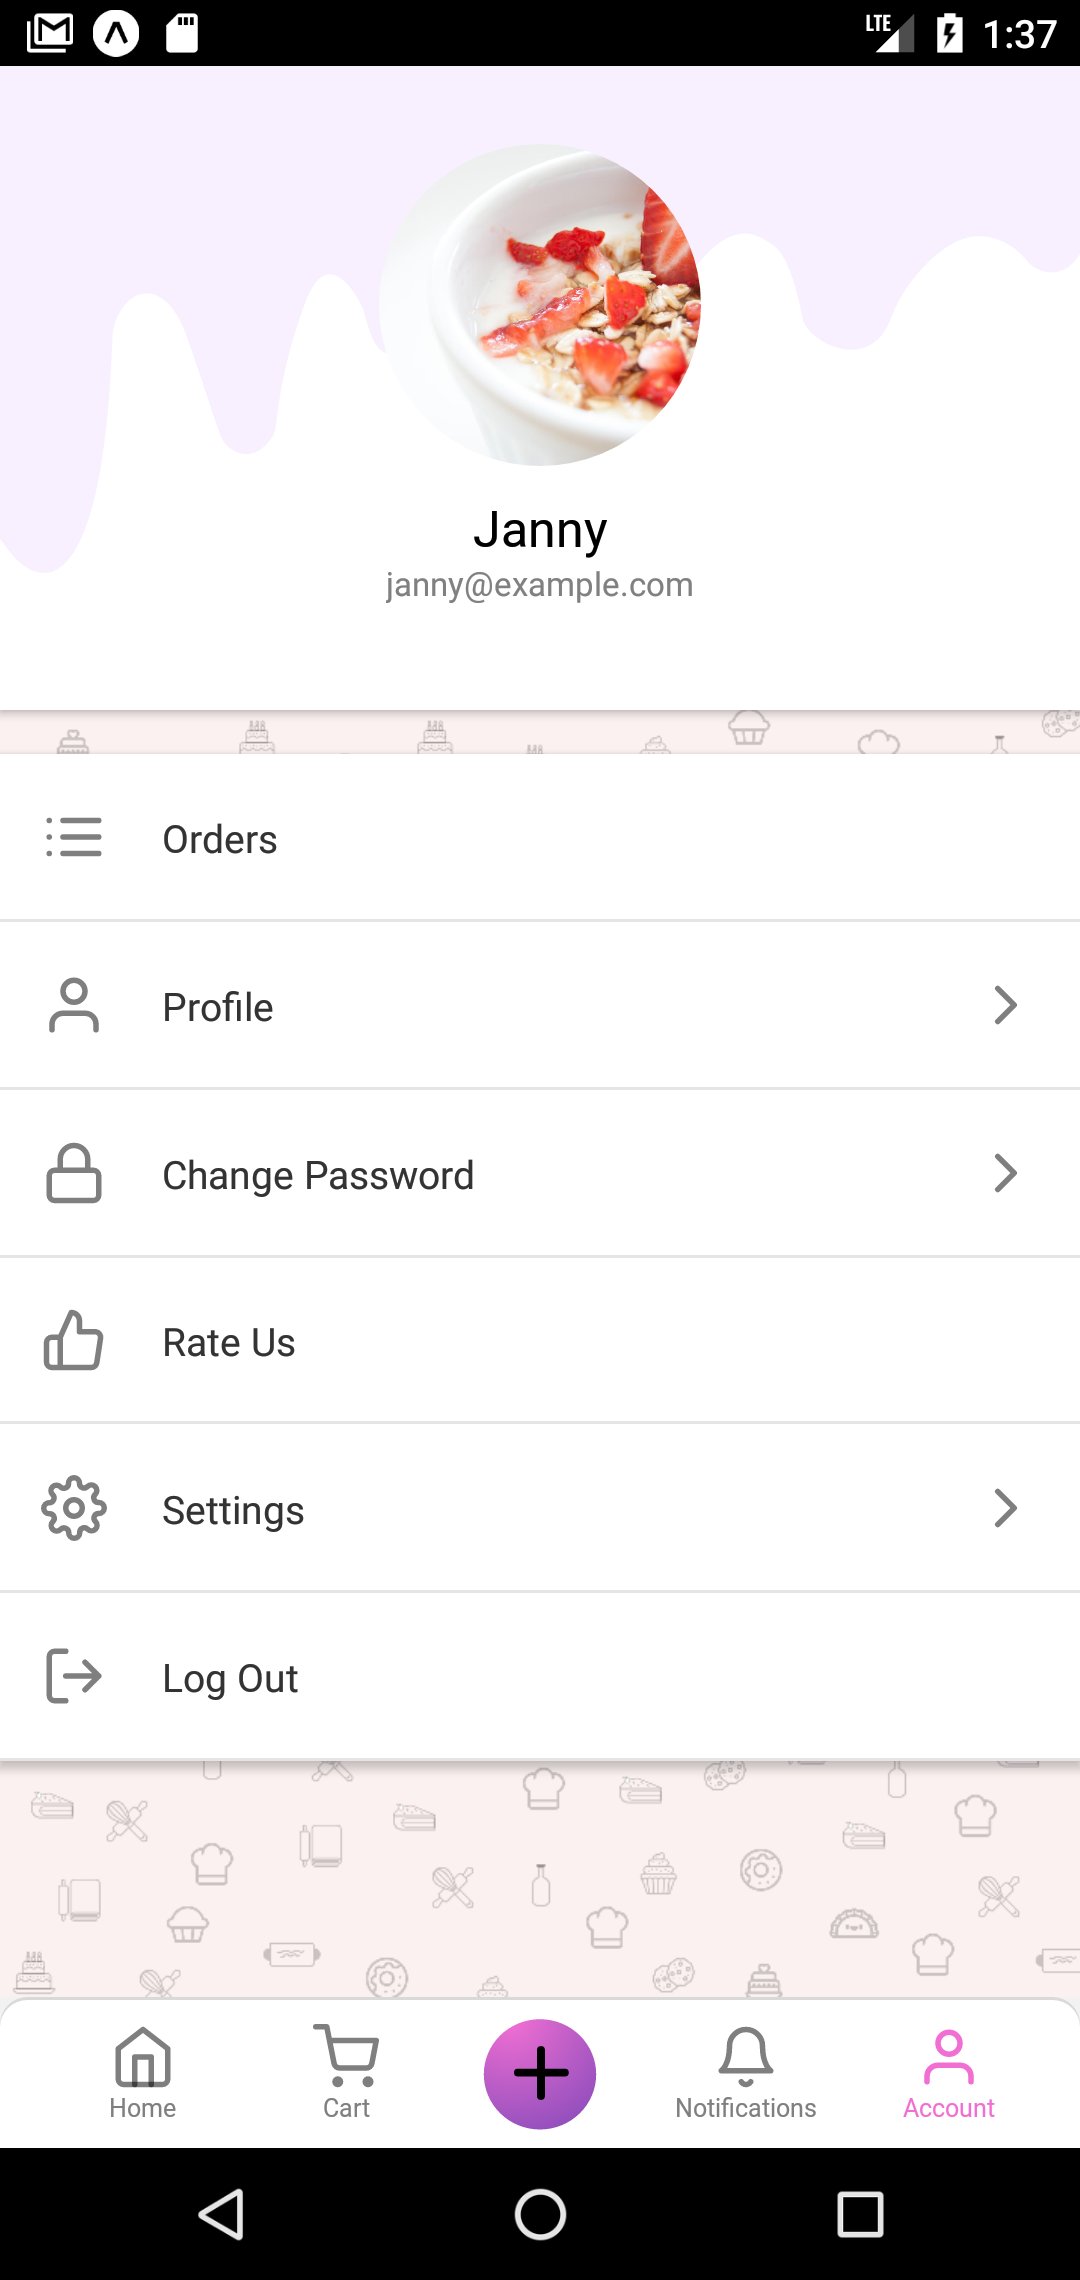 LTE 1:37
Janny
janny@example.com
Orders
Profile
Change Password
Rate Us
Settings
Log Out
Home Cart Notifications Account